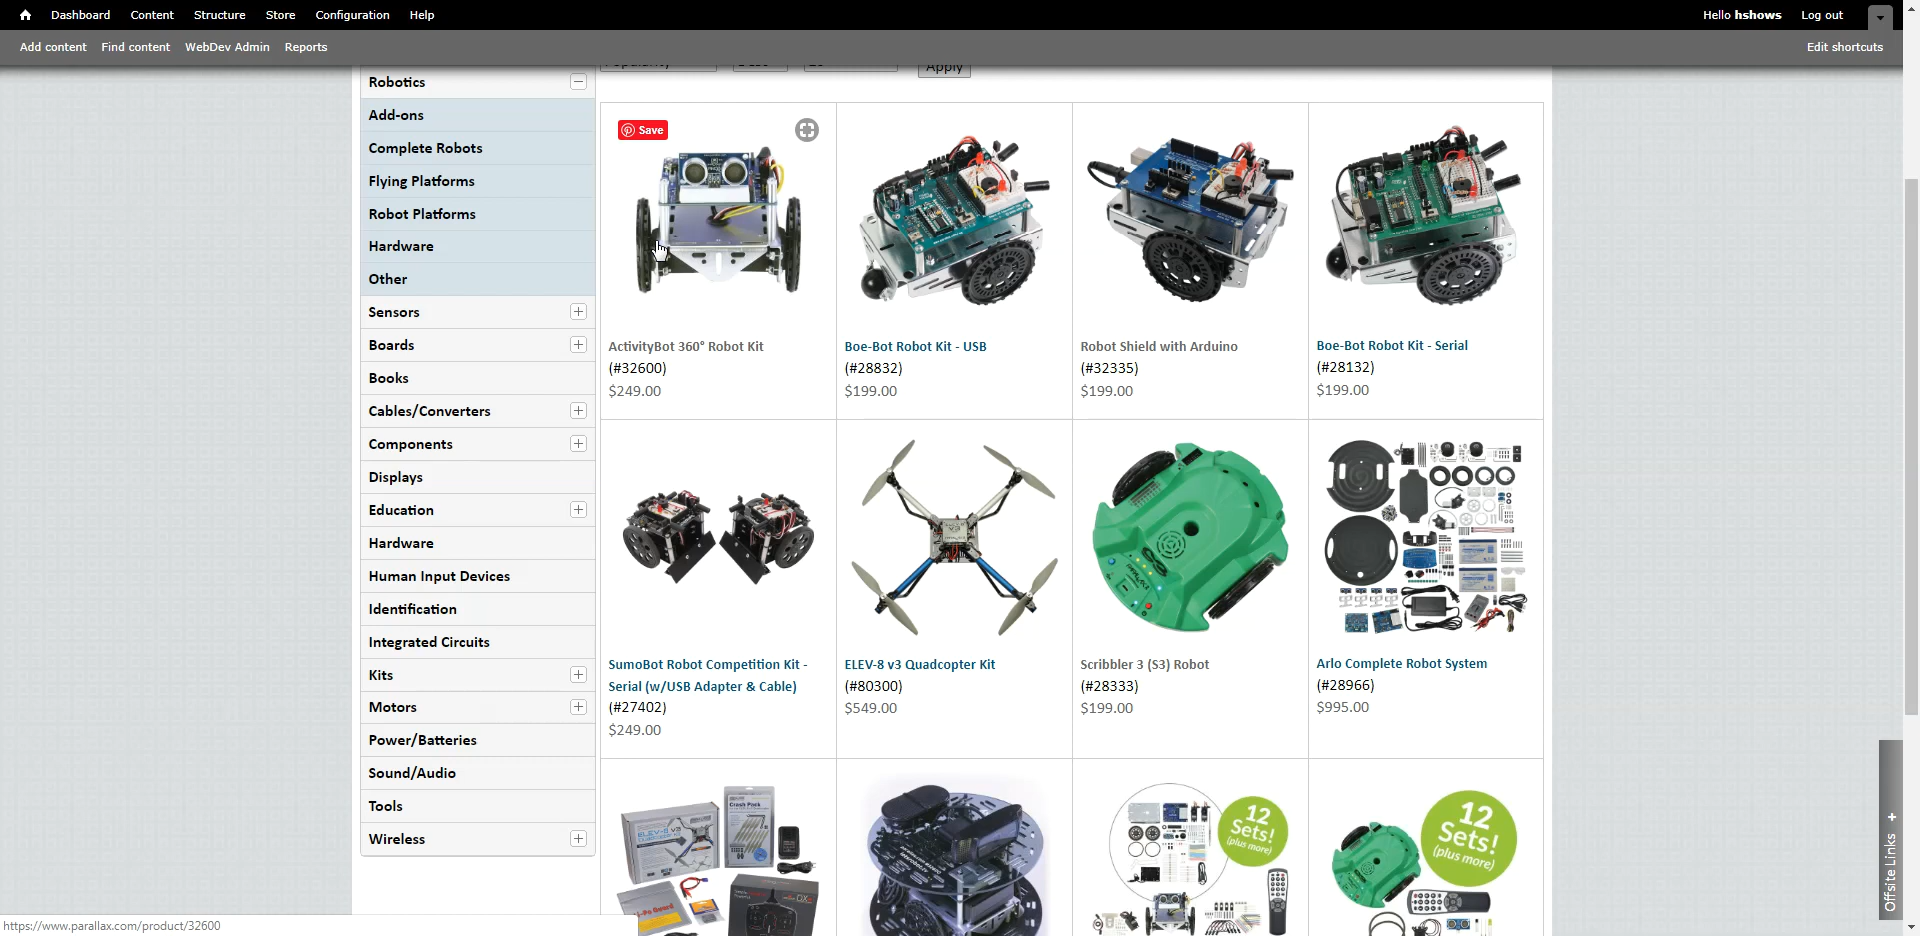 Dashboard Content Structure Store Configuration Help Hello hshows Log out
Add content Find content WebDev Admin Reports Edit shortcuts
Apply
Robotics
Add-ons
Complete Robots
Flying Platforms
Robot Platforms
Hardware
Other
Sensors
Boards
Books
Cables/Converters
Components
Displays
Education
Hardware
Human Input Devices
Identification
Integrated Circuits
Kits
Motors
Power/Batteries
Sound/Audio
Tools
Wireless
Save
ActivityBot 360° Robot Kit
(#32600)
$249.00
Boe-Bot Robot Kit - USB
(#28832)
$199.00
Robot Shield with Arduino
(#32335)
$199.00
Boe-Bot Robot Kit - Serial
(#28132)
$199.00
SumoBot Robot Competition Kit -
Serial (w/USB Adapter & Cable)
(#27402)
$249.00
ELEV-8 v3 Quadcopter Kit
(#80300)
$549.00
Scribbler 3 (S3) Robot
(#28333)
$199.00
Arlo Complete Robot System
(#28966)
$995.00
ELEV-8 v3
Crash Pack
12
Sets!
(plus more)
12
Sets!
(plus more)
Offsite Links +
https://www.parallax.com/product/32600